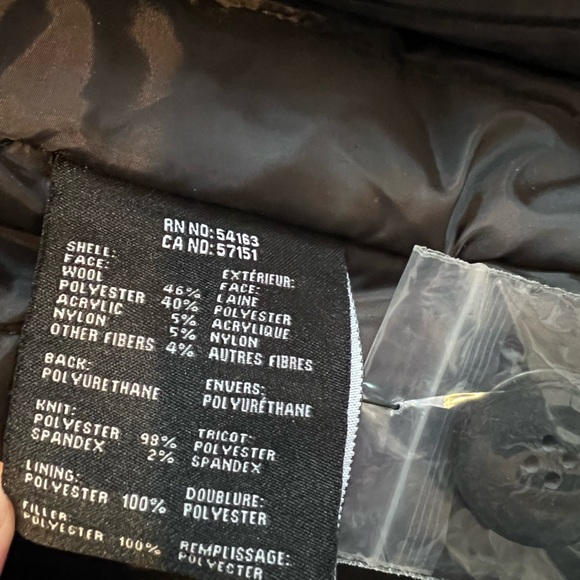 RN NO: 54163
CA NO: 57151
SHELL:
FACE:
WOOL 46%
POLYESTER 40%
ACRYLIC 5%
NYLON 5%
OTHER FIBERS 4%
BACK:
POLYURETHANE
KNIT:
POLYESTER 98%
SPANDEX 2%
LINING:
POLYESTER 100%
FILLER:
POLYESTER 100%
EXTÉRIEUR:
FACE:
LAINE
POLYESTER
ACRYLIQUE
NYLON
AUTRES FIBRES
ENVERS:
POLYURÉTHANE
TRICOT:
POLYESTER
SPANDEX
DOUBLURE:
POLYESTER
REMPLISSAGE:
POLYESTER